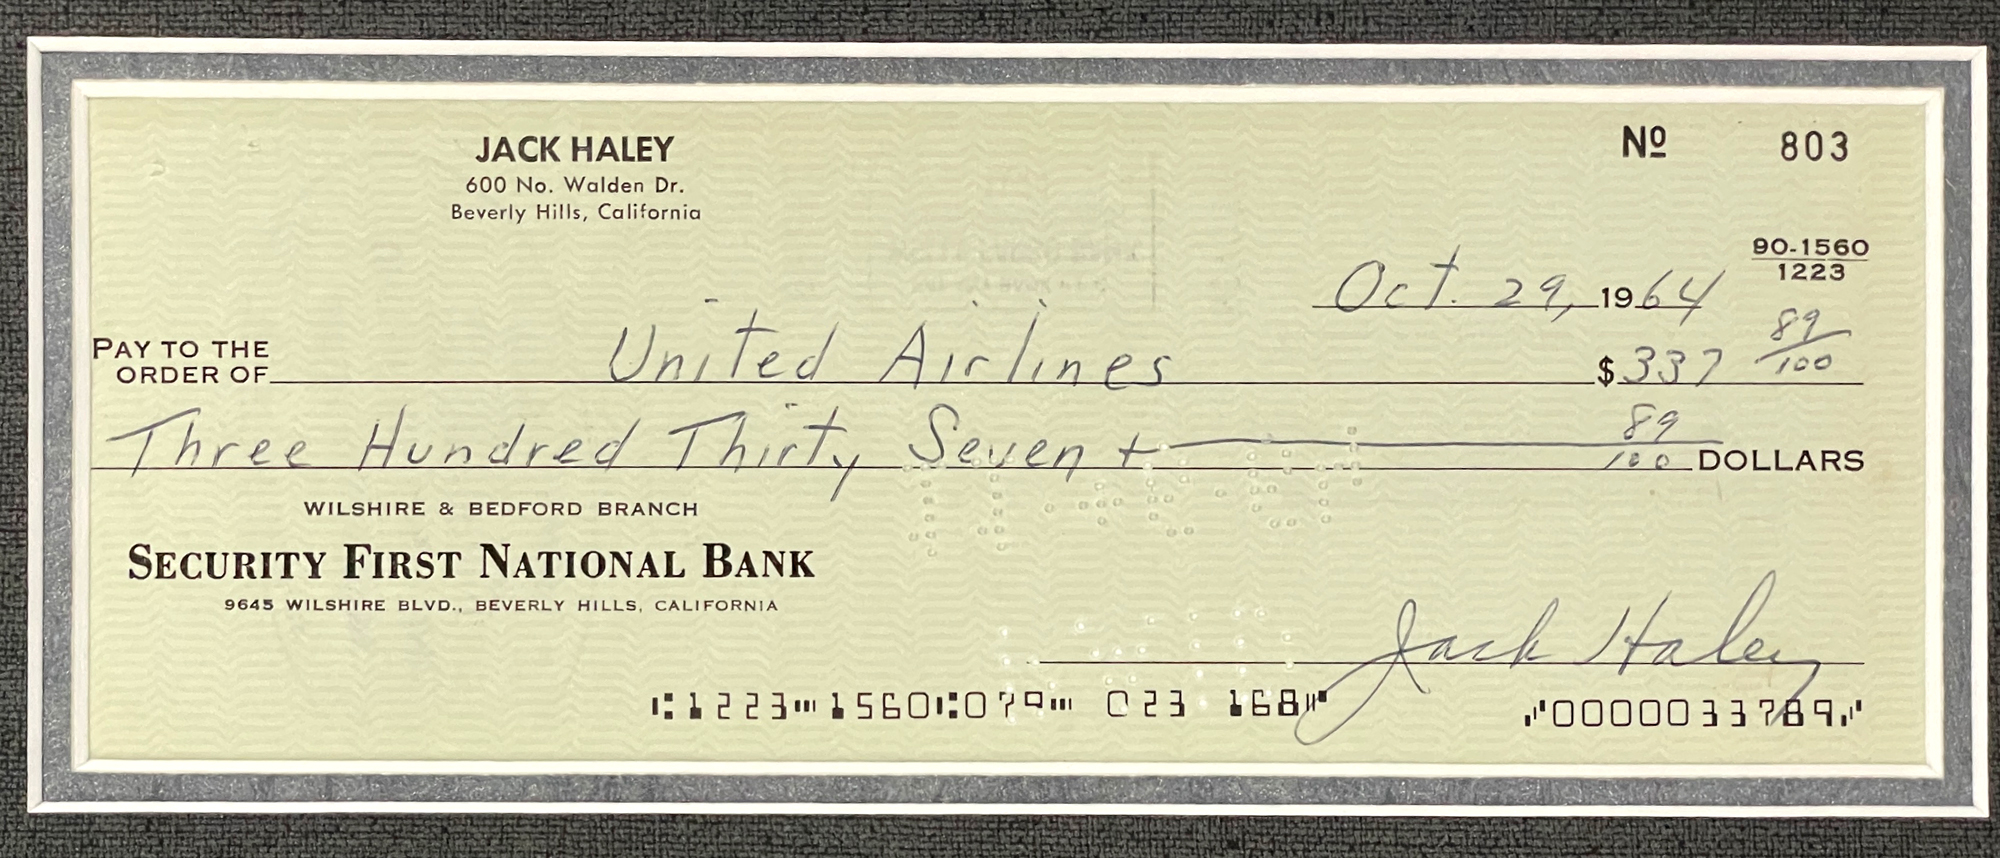 JACK HALEY
600 No. Walden Dr.
Beverly Hills, California
Nº 803
90-1560
1223
Oct. 29, 1964
PAY TO THE
ORDER OF United Airlines $337 89/100
Three Hundred Thirty Seven + 89/100 DOLLARS
WILSHIRE & BEDFORD BRANCH
SECURITY FIRST NATIONAL BANK
9645 WILSHIRE BLVD., BEVERLY HILLS, CALIFORNIA
Jack Haley
⑆1223⑉1560⑆079⑉ 023 168⑈ ⑈0000033789⑈